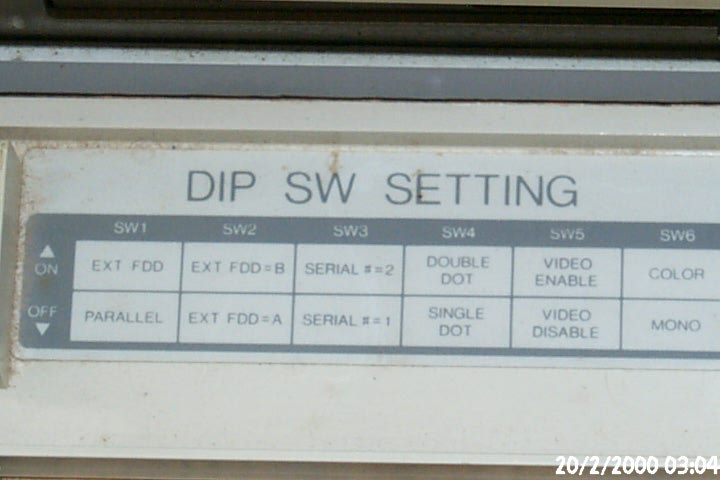 DIP SW SETTING
SW1 SW2 SW3 SW4 SW5 SW6
▲
ON
EXT FDD
EXT FDD=B
SERIAL #=2
DOUBLE
DOT
VIDEO
ENABLE
COLOR
OFF
▼
PARALLEL
EXT FDD=A
SERIAL #=1
SINGLE
DOT
VIDEO
DISABLE
MONO
20/2/2000 03:04